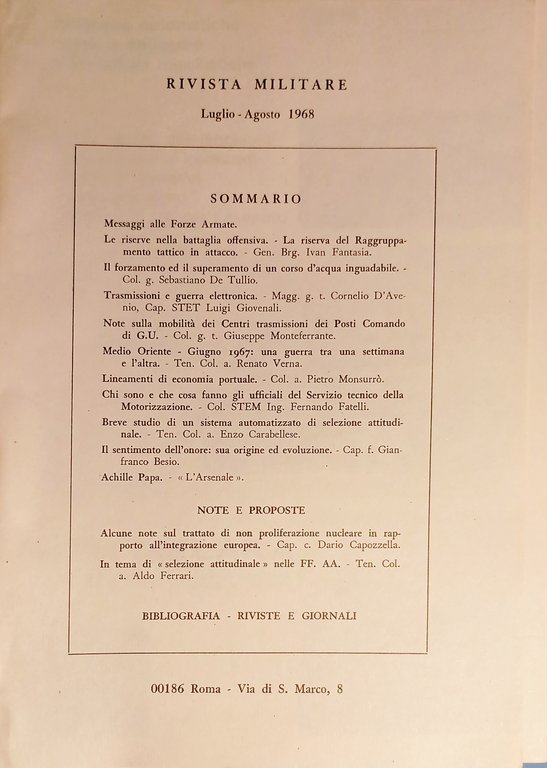 RIVISTA MILITARE
Luglio - Agosto 1968
SOMMARIO
Messaggi alle Forze Armate.
Le riserve nella battaglia offensiva. - La riserva del Raggruppa-
mento tattico in attacco. - Gen. Brg. Ivan Fantasia.
Il forzamento ed il superamento di un corso d'acqua inguadabile. -
Col. g. Sebastiano De Tullio.
Trasmissioni e guerra elettronica. - Magg. g. t. Cornelio D'Ave-
nio, Cap. STET Luigi Giovenali.
Note sulla mobilità dei Centri trasmissioni dei Posti Comando
di G.U. - Col. g. t. Giuseppe Monteferrante.
Medio Oriente - Giugno 1967: una guerra tra una settimana
e l'altra. - Ten. Col. a. Renato Verna.
Lineamenti di economia portuale. - Col. a. Pietro Monsurrò.
Chi sono e che cosa fanno gli ufficiali del Servizio tecnico della
Motorizzazione. - Col. STEM Ing. Fernando Fatelli.
Breve studio di un sistema automatizzato di selezione attitudi-
nale. - Ten. Col. a. Enzo Carabellese.
Il sentimento dell'onore: sua origine ed evoluzione. - Cap. f. Gian-
franco Besio.
Achille Papa. - « L'Arsenale ».
NOTE E PROPOSTE
Alcune note sul trattato di non proliferazione nucleare in rap-
porto all'integrazione europea. - Cap. c. Dario Capozzella.
In tema di « selezione attitudinale » nelle FF. AA. - Ten. Col.
a. Aldo Ferrari.
BIBLIOGRAFIA - RIVISTE E GIORNALI
00186 Roma - Via di S. Marco, 8